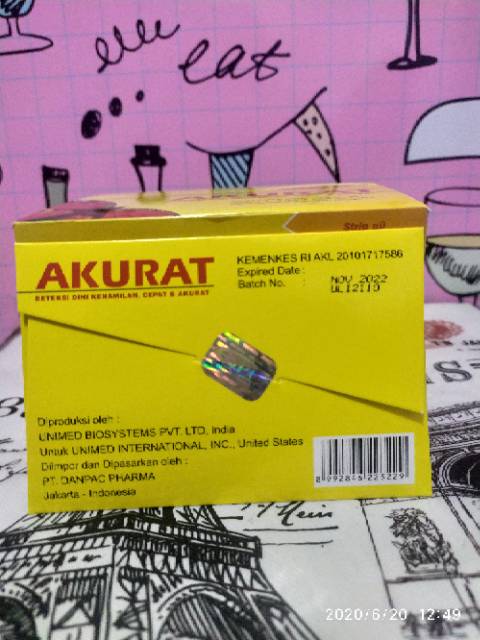 eat
AKURAT
Strip
AKURAT
DETEKSI DINI KEHAMILAN, CEPAT & AKURAT
KEMENKES RI AKL 20101717586
Expired Date :
NOV 2022
Batch No. :
Diproduksi oleh :
UNIMED BIOSYSTEMS PVT. LTD, India
Untuk UNIMED INTERNATIONAL, INC., United States
Diimpor dan Dipasarkan oleh :
PT. DANPAC PHARMA
Jakarta - Indonesia
2020/6/20 12:49